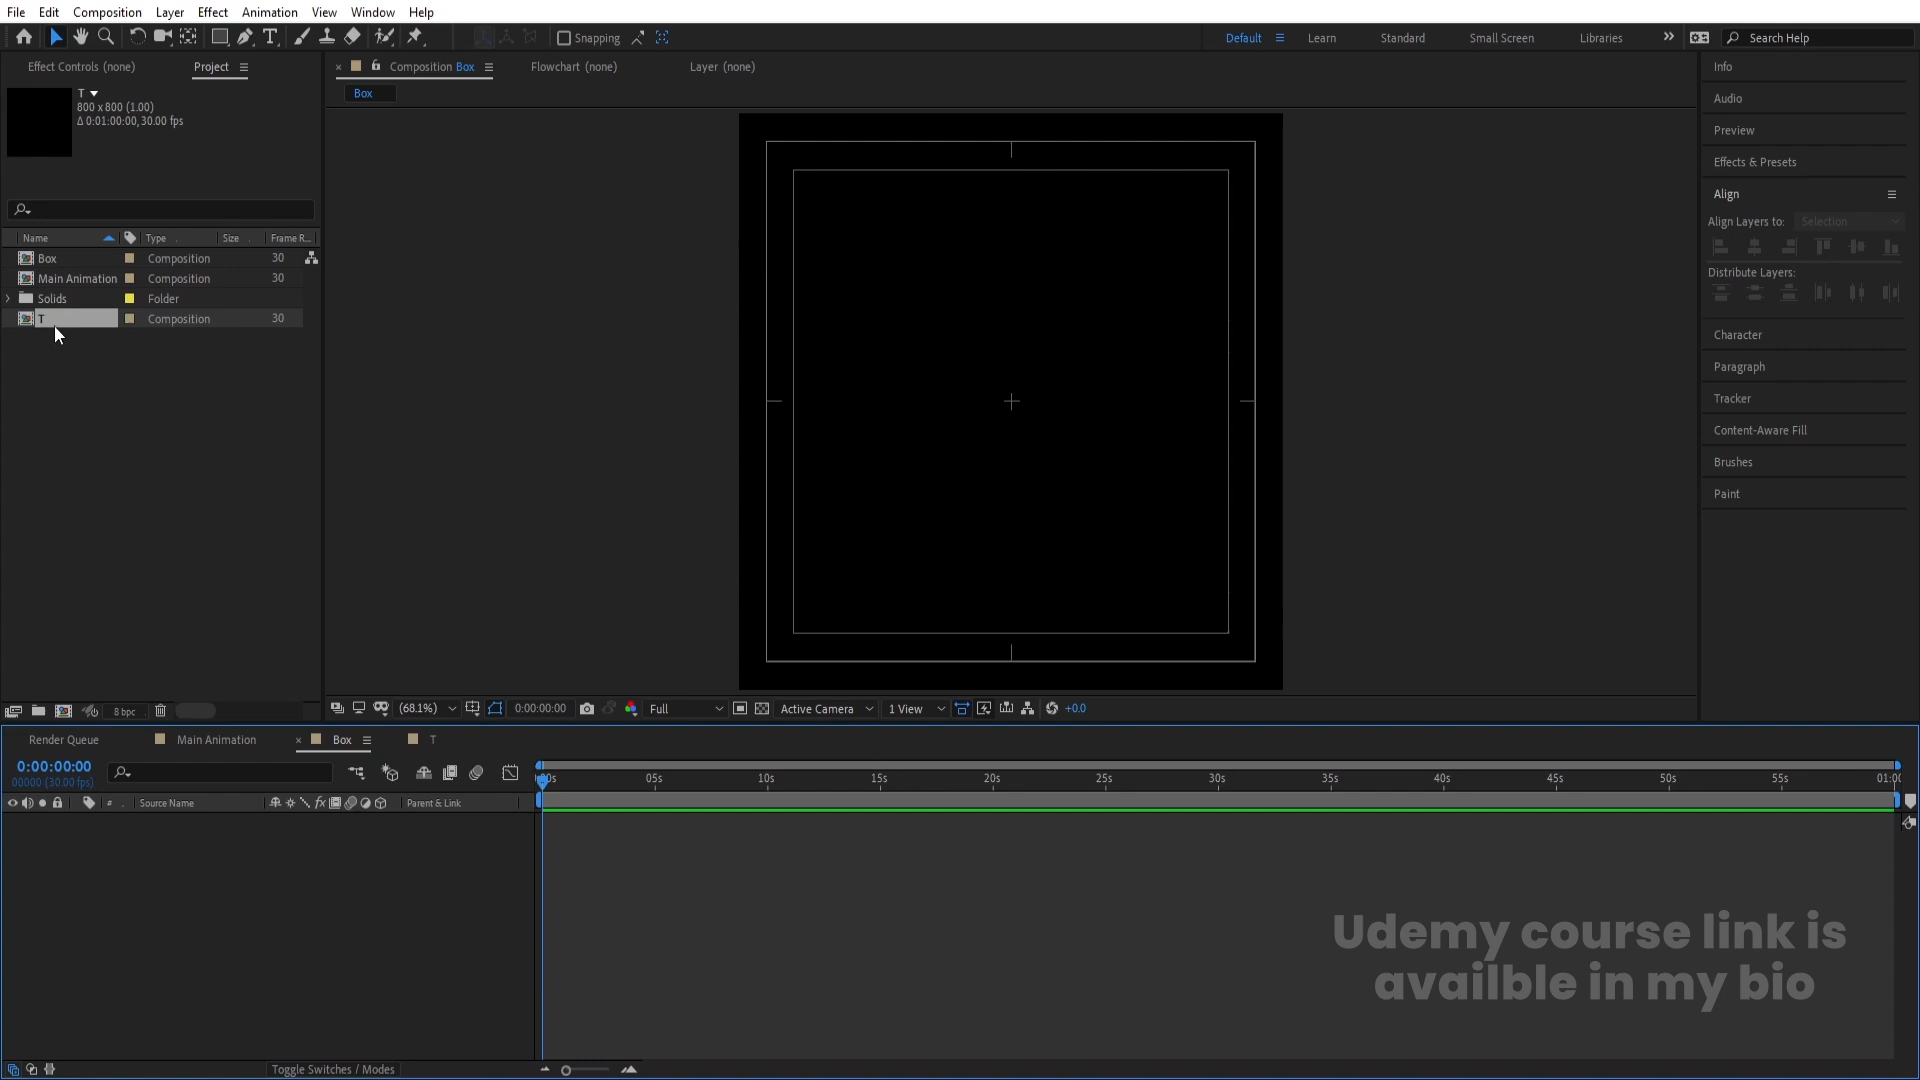 File Edit Composition Layer Effect Animation View Window Help
Snapping Default Learn Standard Small Screen Libraries Search Help
Effect Controls (none) Project
Composition Box Flowchart (none) Layer (none)
Box
T
800 x 800 (1.00)
Δ 0:01:00:00, 30.00 fps
Name Type Size Frame R...
Box Composition 30
Main Animation Composition 30
Solids Folder
T Composition 30
8 bpc
(68.1%) 0:00:00:00 Full Active Camera 1 View +0.0
Info
Audio
Preview
Effects & Presets
Align
Align Layers to: Selection
Distribute Layers:
Character
Paragraph
Tracker
Content-Aware Fill
Brushes
Paint
Render Queue Main Animation Box T
0:00:00:00
00000 (30.00 fps)
# Source Name fx Parent & Link
:00s 05s 10s 15s 20s 25s 30s 35s 40s 45s 50s 55s 01:00
Udemy course link is
availble in my bio
Toggle Switches / Modes